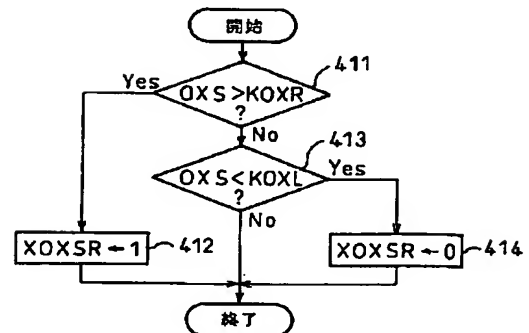 開始
411
Yes
OXS>KOXR
?
No
413
OXS<KOXL
?
Yes
No
XOXSR←1
412
XOXSR←0
414
終了